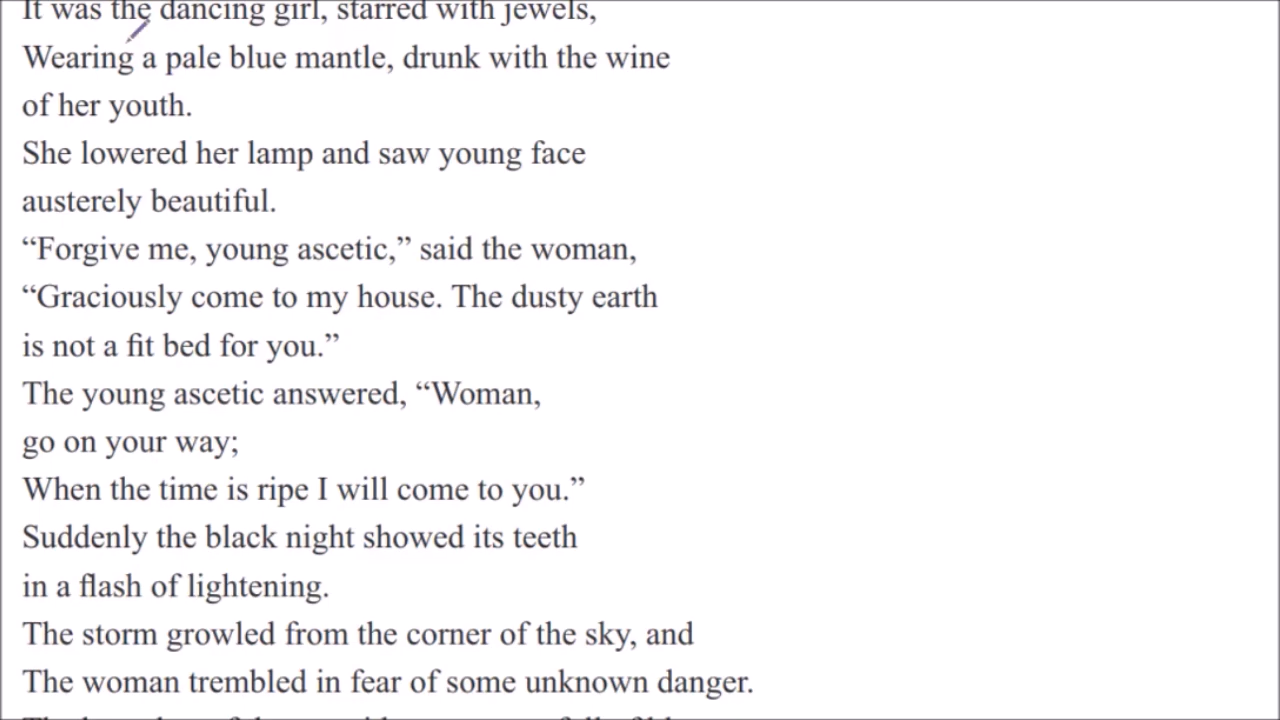 It was the dancing girl, starred with jewels,
Wearing a pale blue mantle, drunk with the wine
of her youth.
She lowered her lamp and saw young face
austerely beautiful.
“Forgive me, young ascetic,” said the woman,
“Graciously come to my house. The dusty earth
is not a fit bed for you.”
The young ascetic answered, “Woman,
go on your way;
When the time is ripe I will come to you.”
Suddenly the black night showed its teeth
in a flash of lightening.
The storm growled from the corner of the sky, and
The woman trembled in fear of some unknown danger.